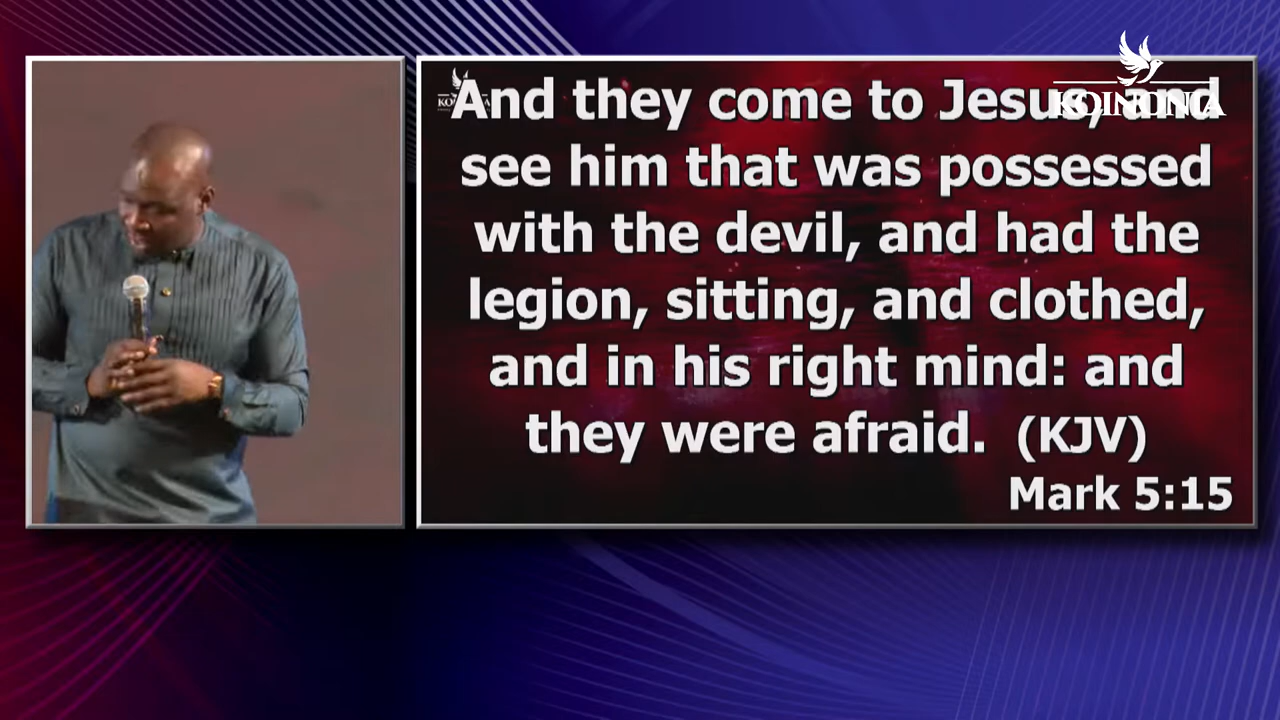 KOINONIA
And they come to Jesus, and
see him that was possessed
with the devil, and had the
legion, sitting, and clothed,
and in his right mind: and
they were afraid. (KJV)
Mark 5:15